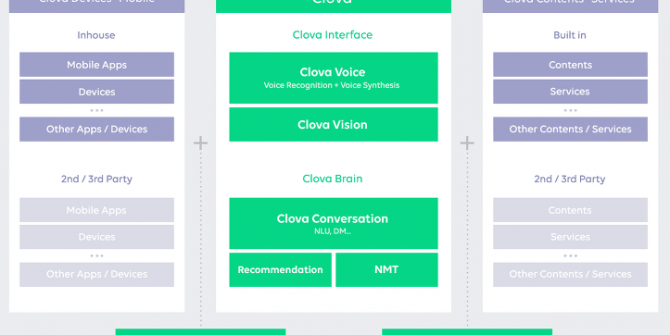 Clova Devices · Mobile
Inhouse
Mobile Apps
Devices
...
Other Apps / Devices
2nd / 3rd Party
Mobile Apps
Devices
...
Other Apps / Devices
+
Clova
Clova Interface
Clova Voice
Voice Recognition + Voice Synthesis
Clova Vision
Clova Brain
Clova Conversation
NLU, DM...
Recommendation
NMT
+
Clova Contents · Services
Built in
Contents
Services
...
Other Contents / Services
2nd / 3rd Party
Contents
Services
...
Other Contents / Services